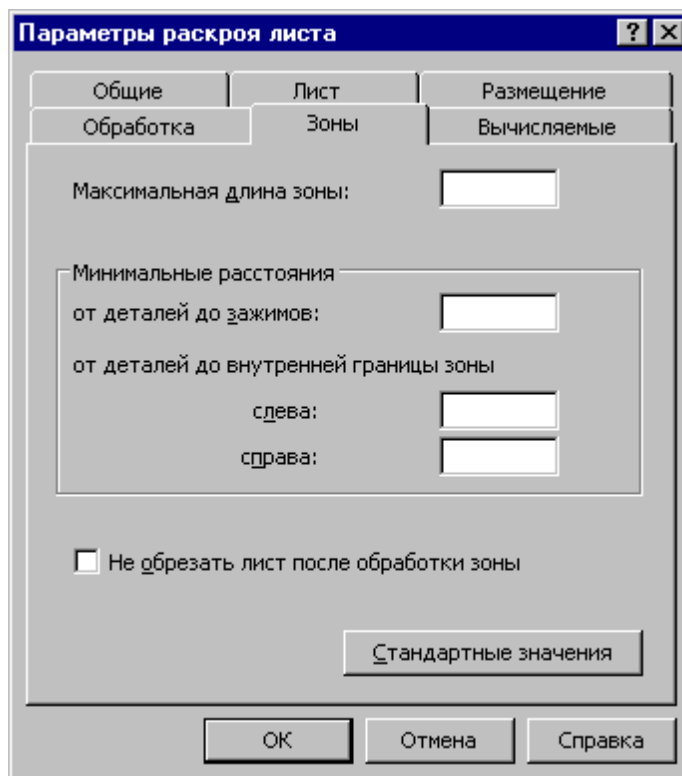 Параметры раскроя листа
Общие Лист Размещение
Обработка Зоны Вычисляемые
Максимальная длина зоны:
Минимальные расстояния
от деталей до зажимов:
от деталей до внутренней границы зоны
слева:
справа:
Не обрезать лист после обработки зоны
Стандартные значения
ОК Отмена Справка